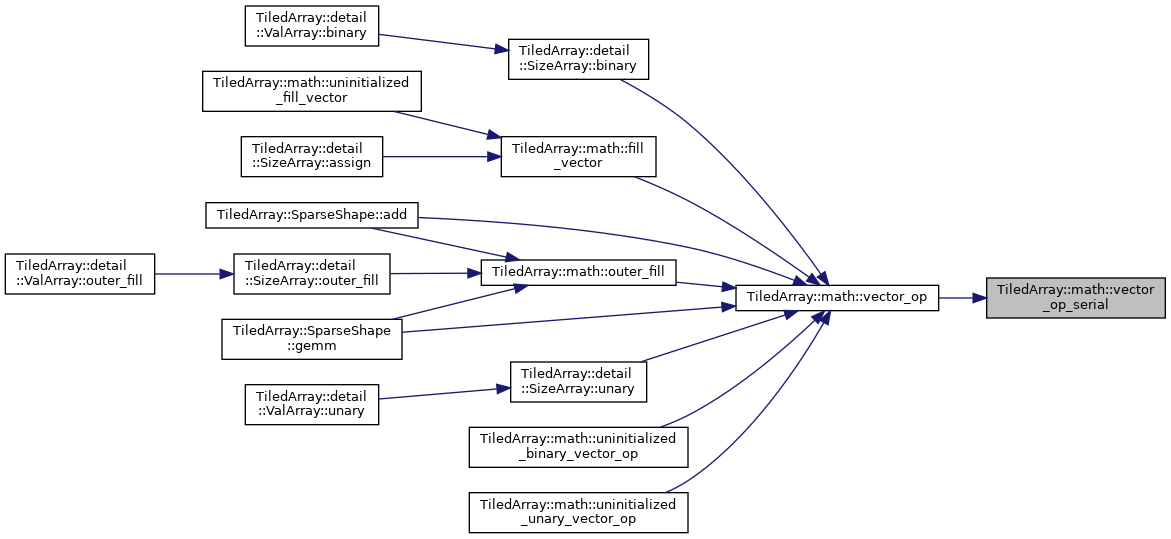 TiledArray::detail
::ValArray::binary
TiledArray::detail
::SizeArray::binary
TiledArray::math::uninitialized
_fill_vector
TiledArray::math::fill
_vector
TiledArray::detail
::SizeArray::assign
TiledArray::SparseShape::add
TiledArray::detail
::ValArray::outer_fill
TiledArray::detail
::SizeArray::outer_fill
TiledArray::math::outer_fill
TiledArray::math::vector_op
TiledArray::math::vector
_op_serial
TiledArray::SparseShape
::gemm
TiledArray::detail
::SizeArray::unary
TiledArray::detail
::ValArray::unary
TiledArray::math::uninitialized
_binary_vector_op
TiledArray::math::uninitialized
_unary_vector_op